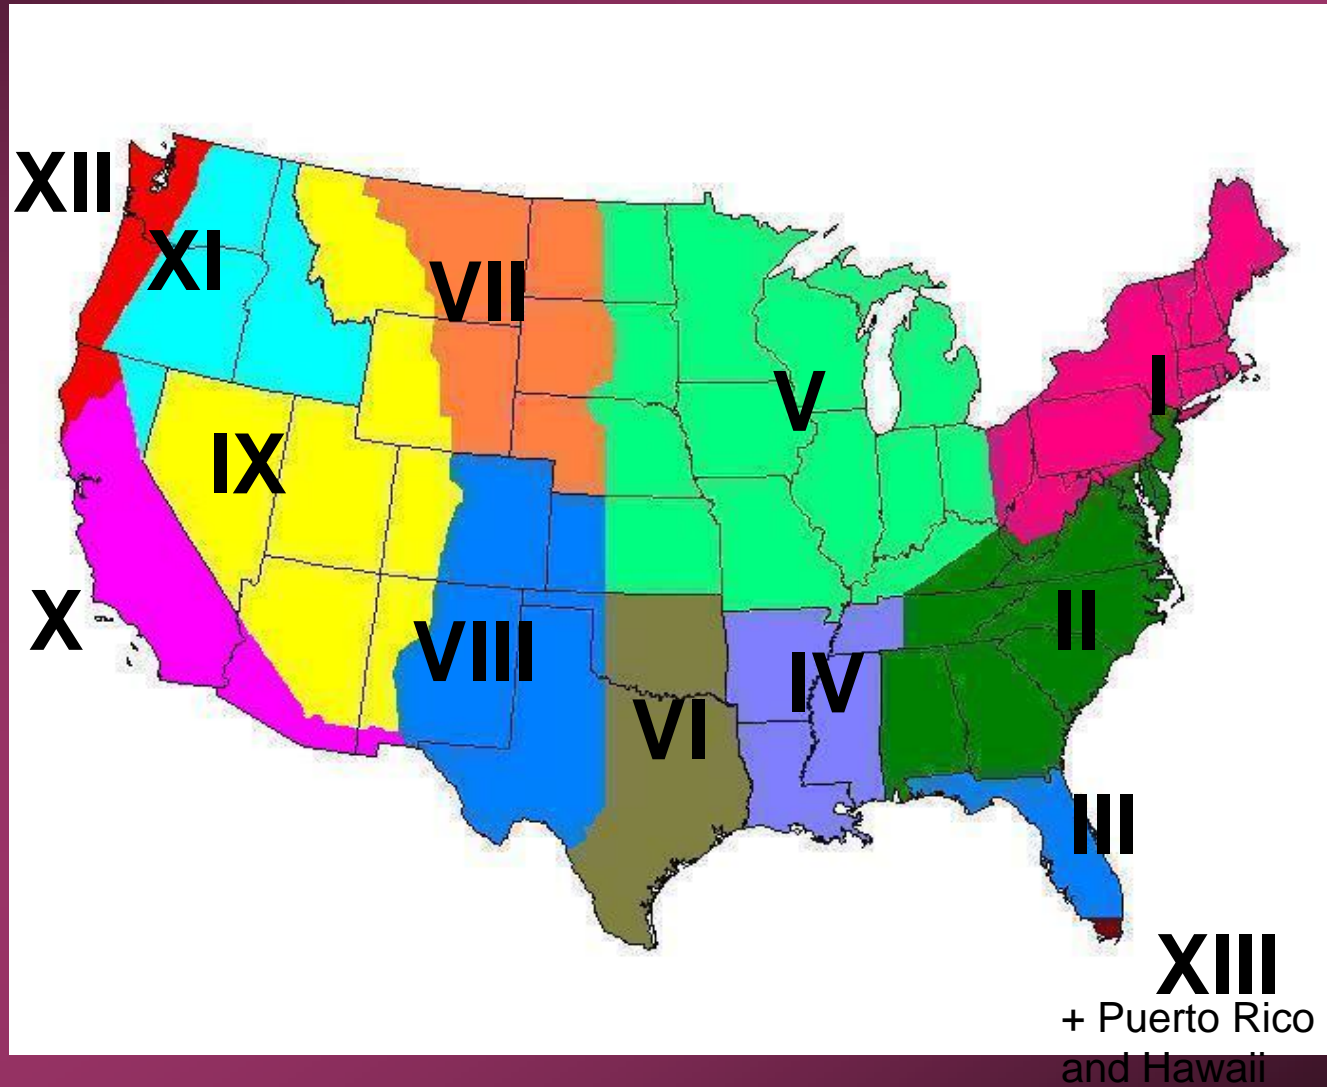 XII
XI
VII
I
V
IX
X
II
VIII
IV
VI
III
XIII
+ Puerto Rico
and Hawaii